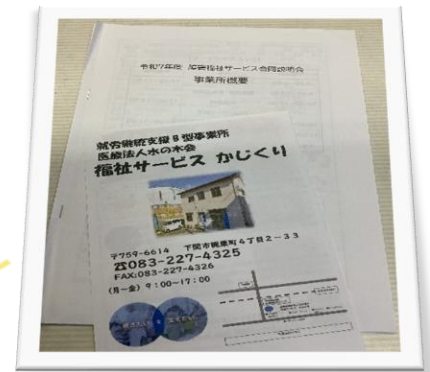 令和7年度 障害福祉サービス合同説明会
事業所概要
就労継続支援B型事業所
医療法人水の木会
福祉サービス かじくり
〒759-6614 下関市梶栗町4丁目2-33
☎083-227-4325
FAX:083-227-4326
(月~金) 9:00~17:00